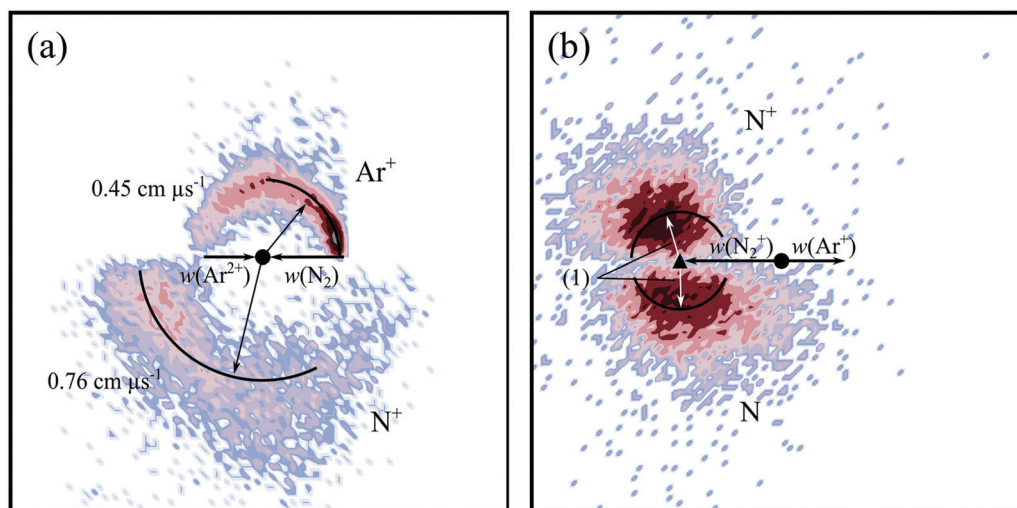 (a)
Ar⁺
0.45 cm µs⁻¹
w(Ar²⁺)
w(N₂)
0.76 cm µs⁻¹
N⁺
(b)
N⁺
w(N₂⁺)
w(Ar⁺)
(1)
N